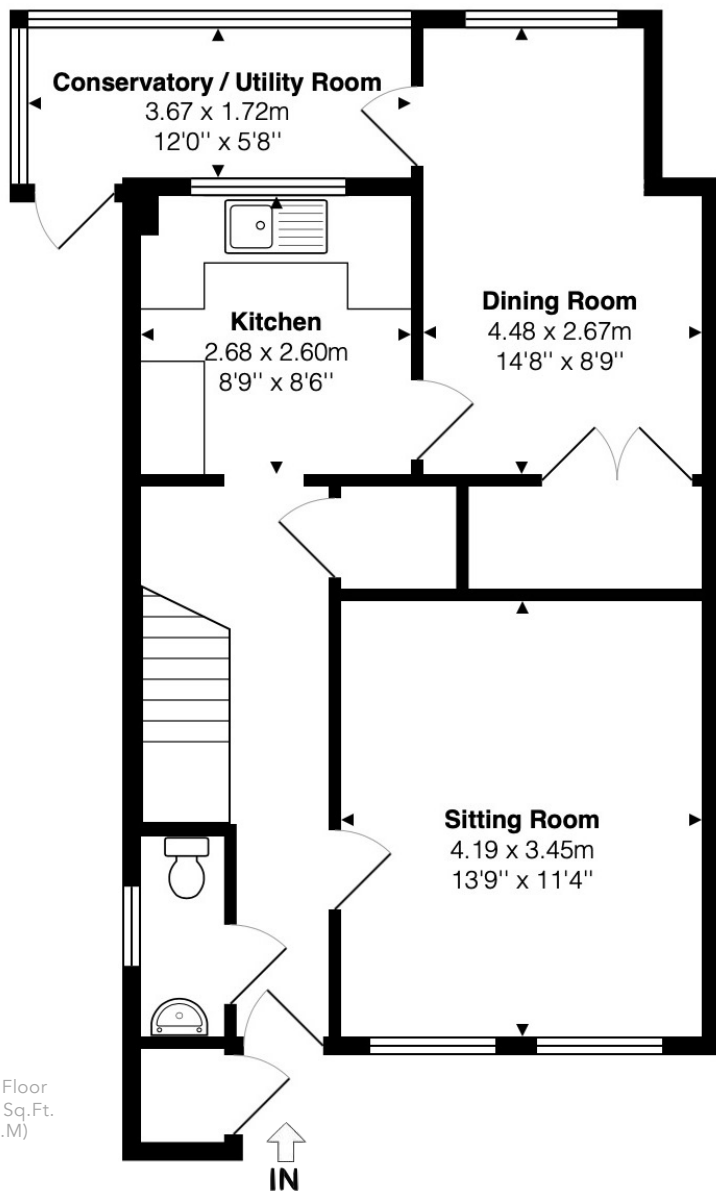 Conservatory / Utility Room
3.67 x 1.72m
12'0'' x 5'8''
Kitchen
2.68 x 2.60m
8'9'' x 8'6''
Dining Room
4.48 x 2.67m
14'8'' x 8'9''
Sitting Room
4.19 x 3.45m
13'9'' x 11'4''
Floor
Sq.Ft.
.M)
IN